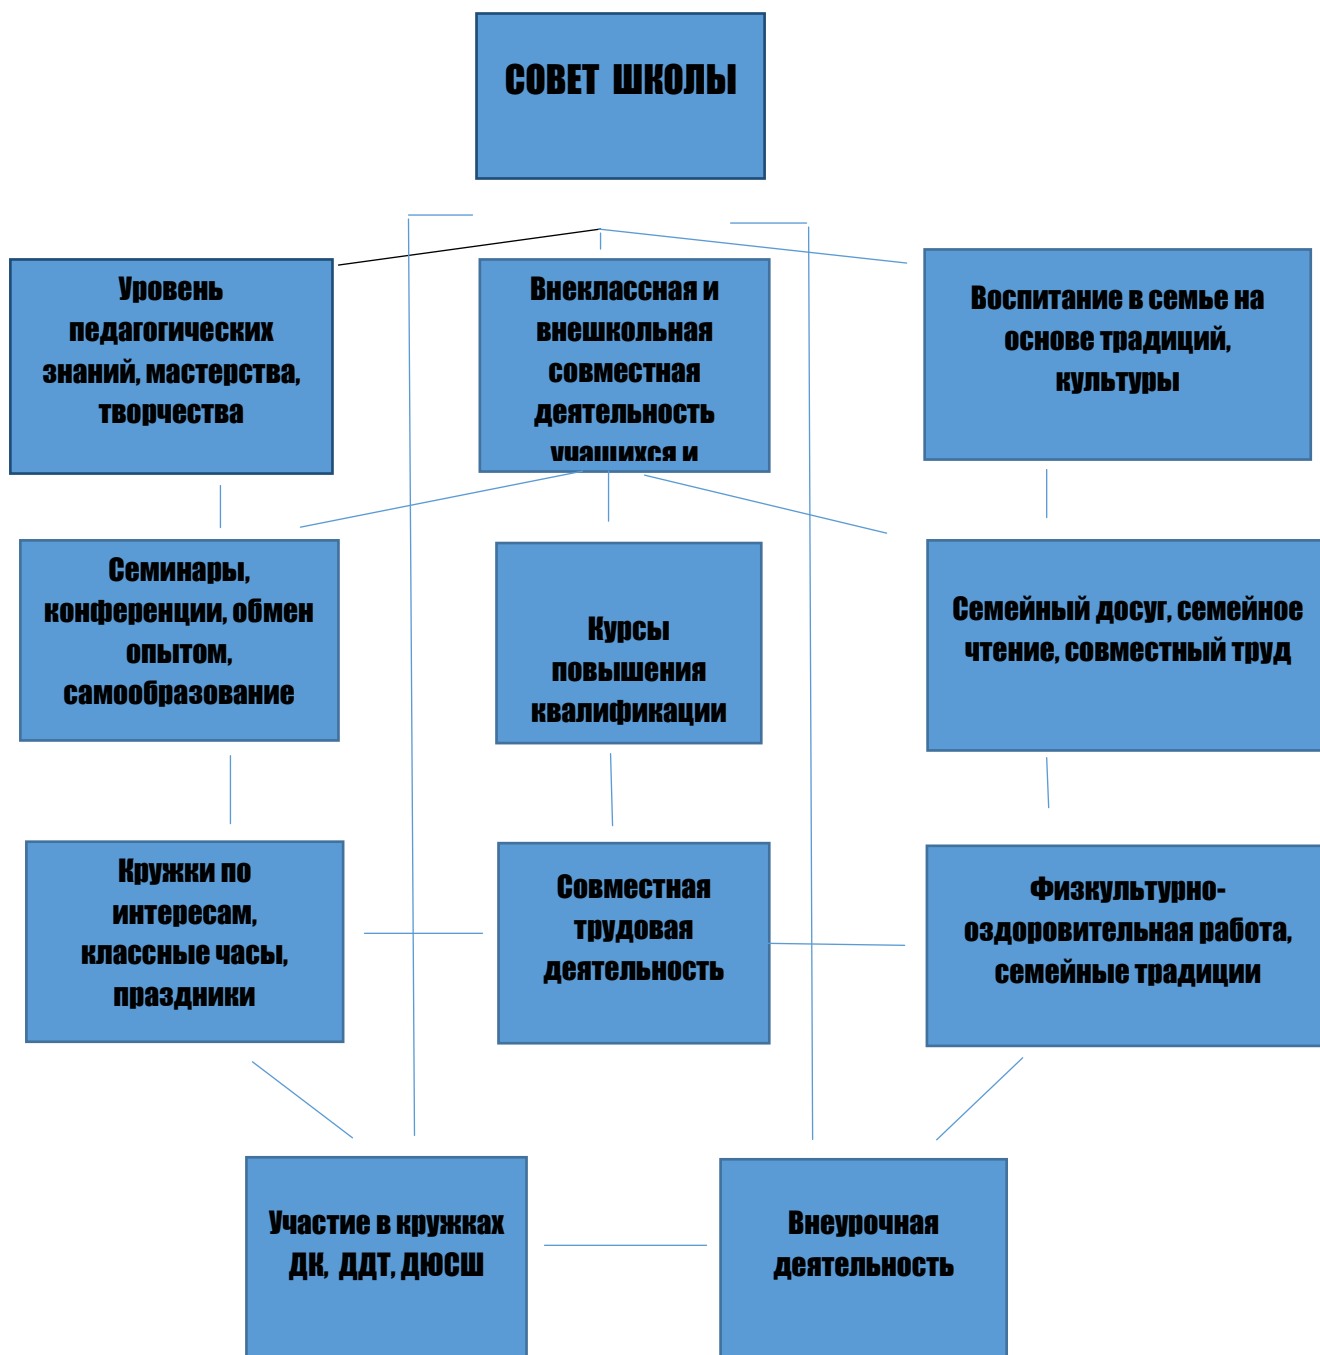 СОВЕТ ШКОЛЫ
Уровень
педагогических
знаний, мастерства,
творчества
Внеклассная и
внешкольная
совместная
деятельность
учащихся и
Воспитание в семье на
основе традиций,
культуры
Семинары,
конференции, обмен
опытом,
самообразование
Курсы
повышения
квалификации
Семейный досуг, семейное
чтение, совместный труд
Кружки по
интересам,
классные часы,
праздники
Совместная
трудовая
деятельность
Физкультурно-
оздоровительная работа,
семейные традиции
Участие в кружках
ДК, ДДТ, ДЮСШ
Внеурочная
деятельность